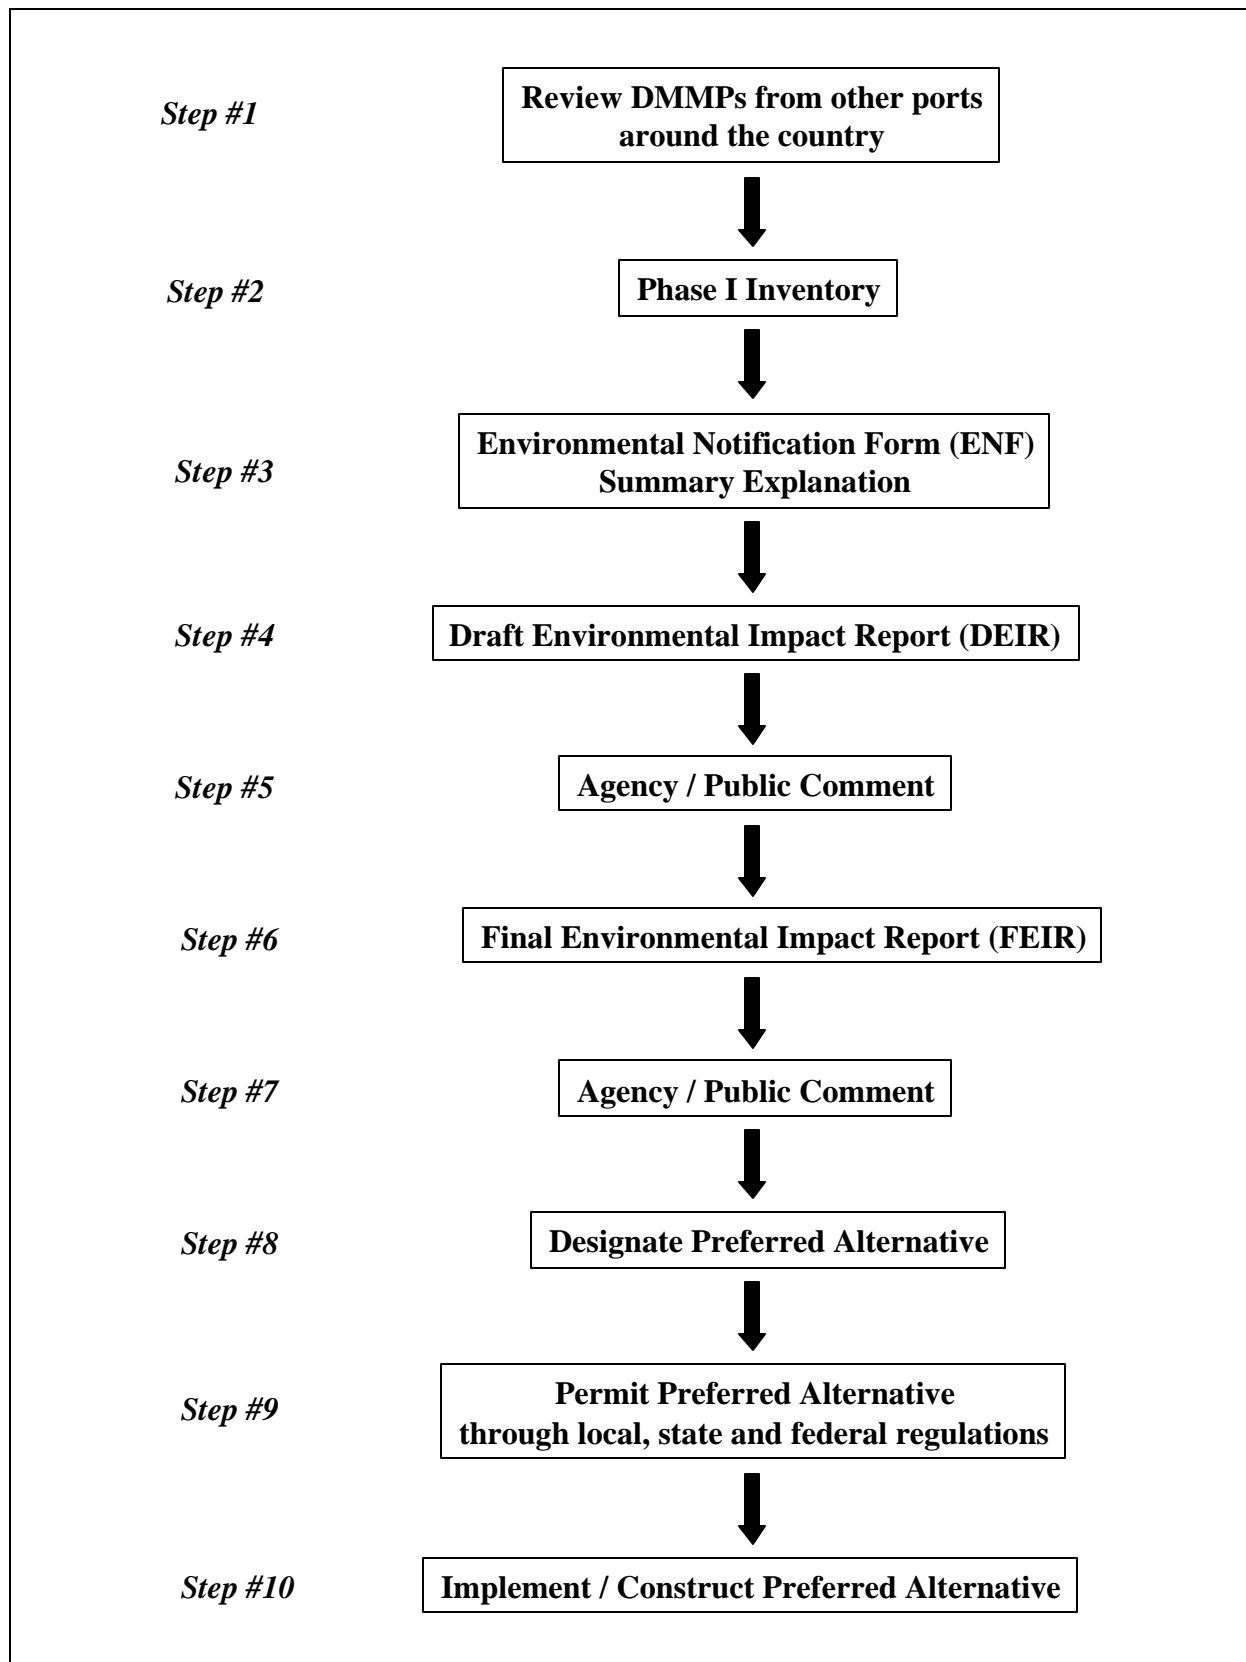 Step #1
Review DMMPs from other ports
around the country
Step #2
Phase I Inventory
Step #3
Environmental Notification Form (ENF)
Summary Explanation
Step #4
Draft Environmental Impact Report (DEIR)
Step #5
Agency / Public Comment
Step #6
Final Environmental Impact Report (FEIR)
Step #7
Agency / Public Comment
Step #8
Designate Preferred Alternative
Step #9
Permit Preferred Alternative
through local, state and federal regulations
Step #10
Implement / Construct Preferred Alternative